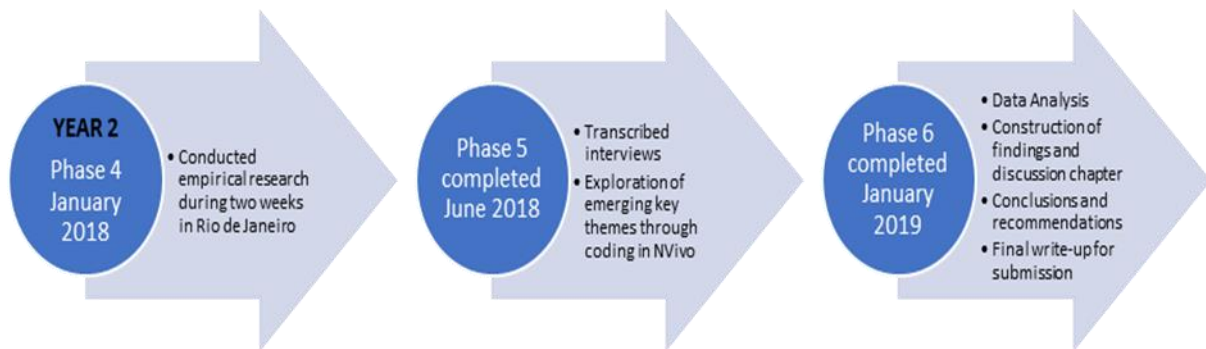 YEAR 2
Phase 4
January
2018
• Conducted
empirical research
during two weeks
in Rio de Janeiro
Phase 5
completed
June 2018
• Transcribed
interviews
• Exploration of
emerging key
themes through
coding in NVivo
Phase 6
completed
January
2019
• Data Analysis
• Construction of
findings and
discussion chapter
• Conclusions and
recommendations
• Final write-up for
submission